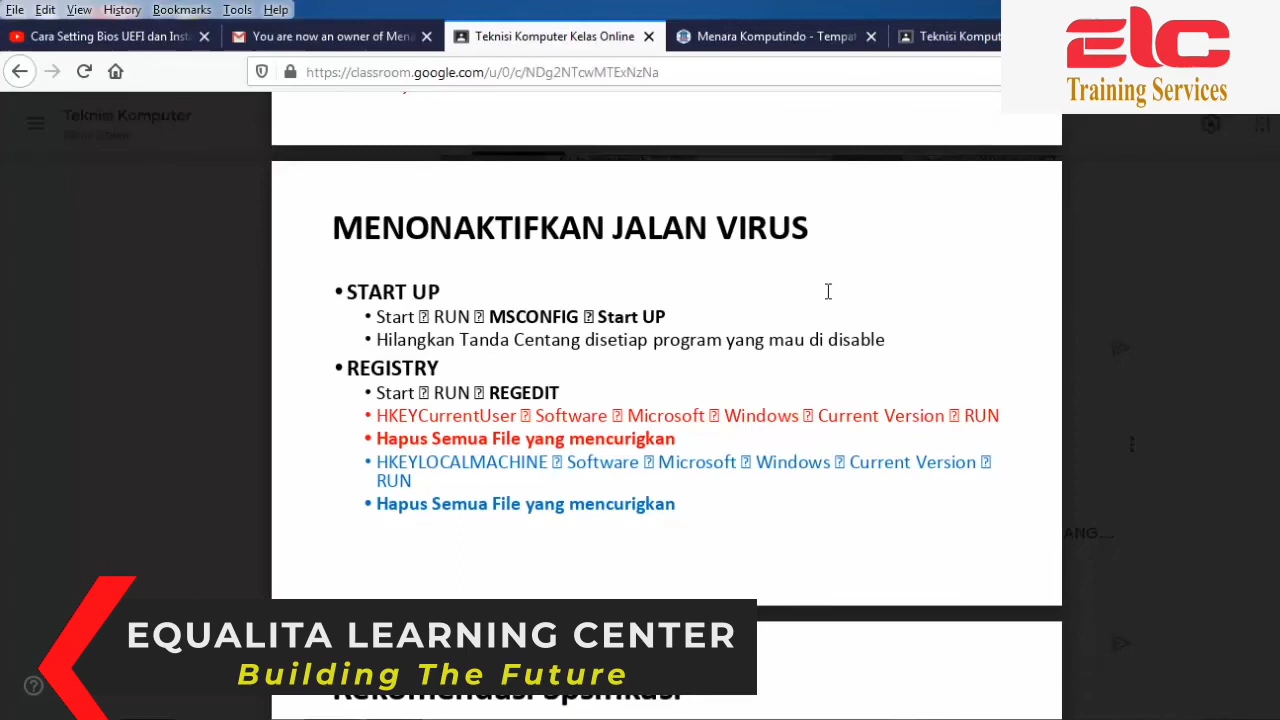 File Edit View History Bookmarks Tools Help
Cara Setting Bios UEFI dan Inst
You are now an owner of Mena
Teknisi Komputer Kelas Online
Menara Komputindo - Tempat
Teknisi Komput
https://classroom.google.com/u/0/c/NDg2NTcwMTExNzNa
ELC
Training Services
Teknisi Komputer
MENONAKTIFKAN JALAN VIRUS
• START UP
• Start ⍰ RUN ⍰ MSCONFIG ⍰ Start UP
• Hilangkan Tanda Centang disetiap program yang mau di disable
• REGISTRY
• Start ⍰ RUN ⍰ REGEDIT
• HKEYCurrentUser ⍰ Software ⍰ Microsoft ⍰ Windows ⍰ Current Version ⍰ RUN
• Hapus Semua File yang mencurigkan
• HKEYLOCALMACHINE ⍰ Software ⍰ Microsoft ⍰ Windows ⍰ Current Version ⍰
RUN
• Hapus Semua File yang mencurigkan
ANG...
EQUALITA LEARNING CENTER
Building The Future